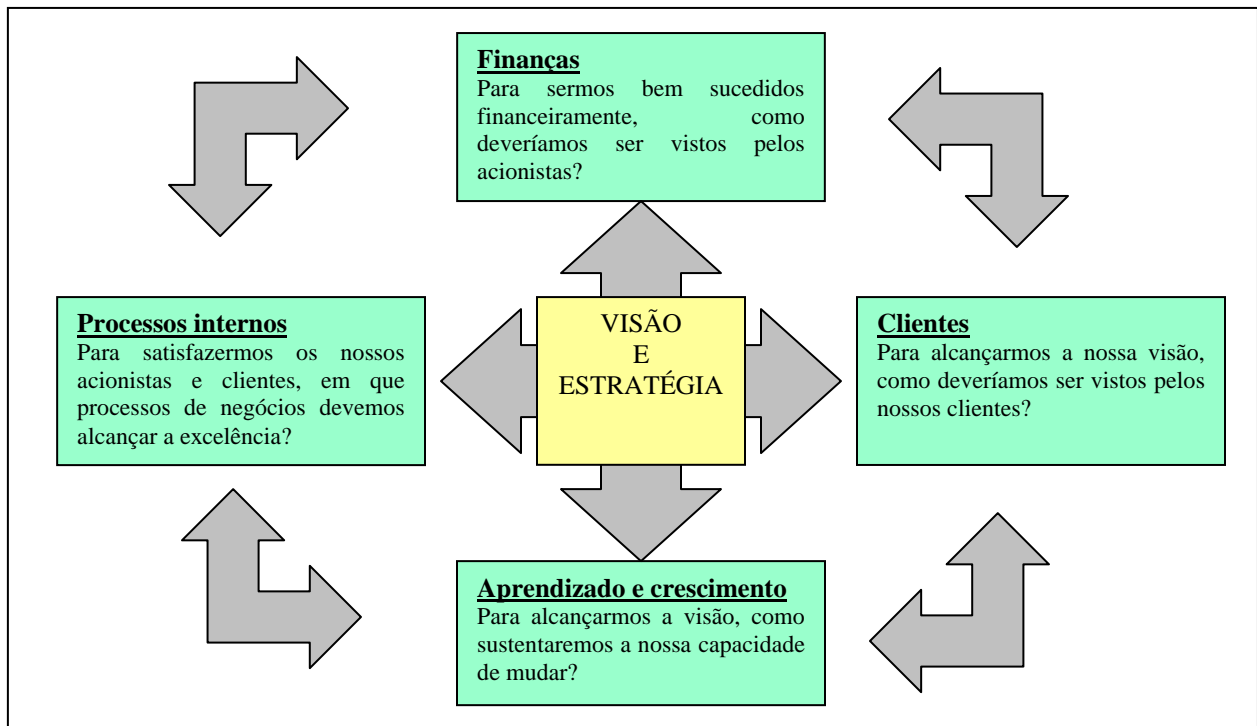 Finanças
Para sermos bem sucedidos
financeiramente, como
deveríamos ser vistos pelos
acionistas?
Processos internos
Para satisfazermos os nossos
acionistas e clientes, em que
processos de negócios devemos
alcançar a excelência?
VISÃO
E
ESTRATÉGIA
Clientes
Para alcançarmos a nossa visão,
como deveríamos ser vistos pelos
nossos clientes?
Aprendizado e crescimento
Para alcançarmos a visão, como
sustentaremos a nossa capacidade
de mudar?